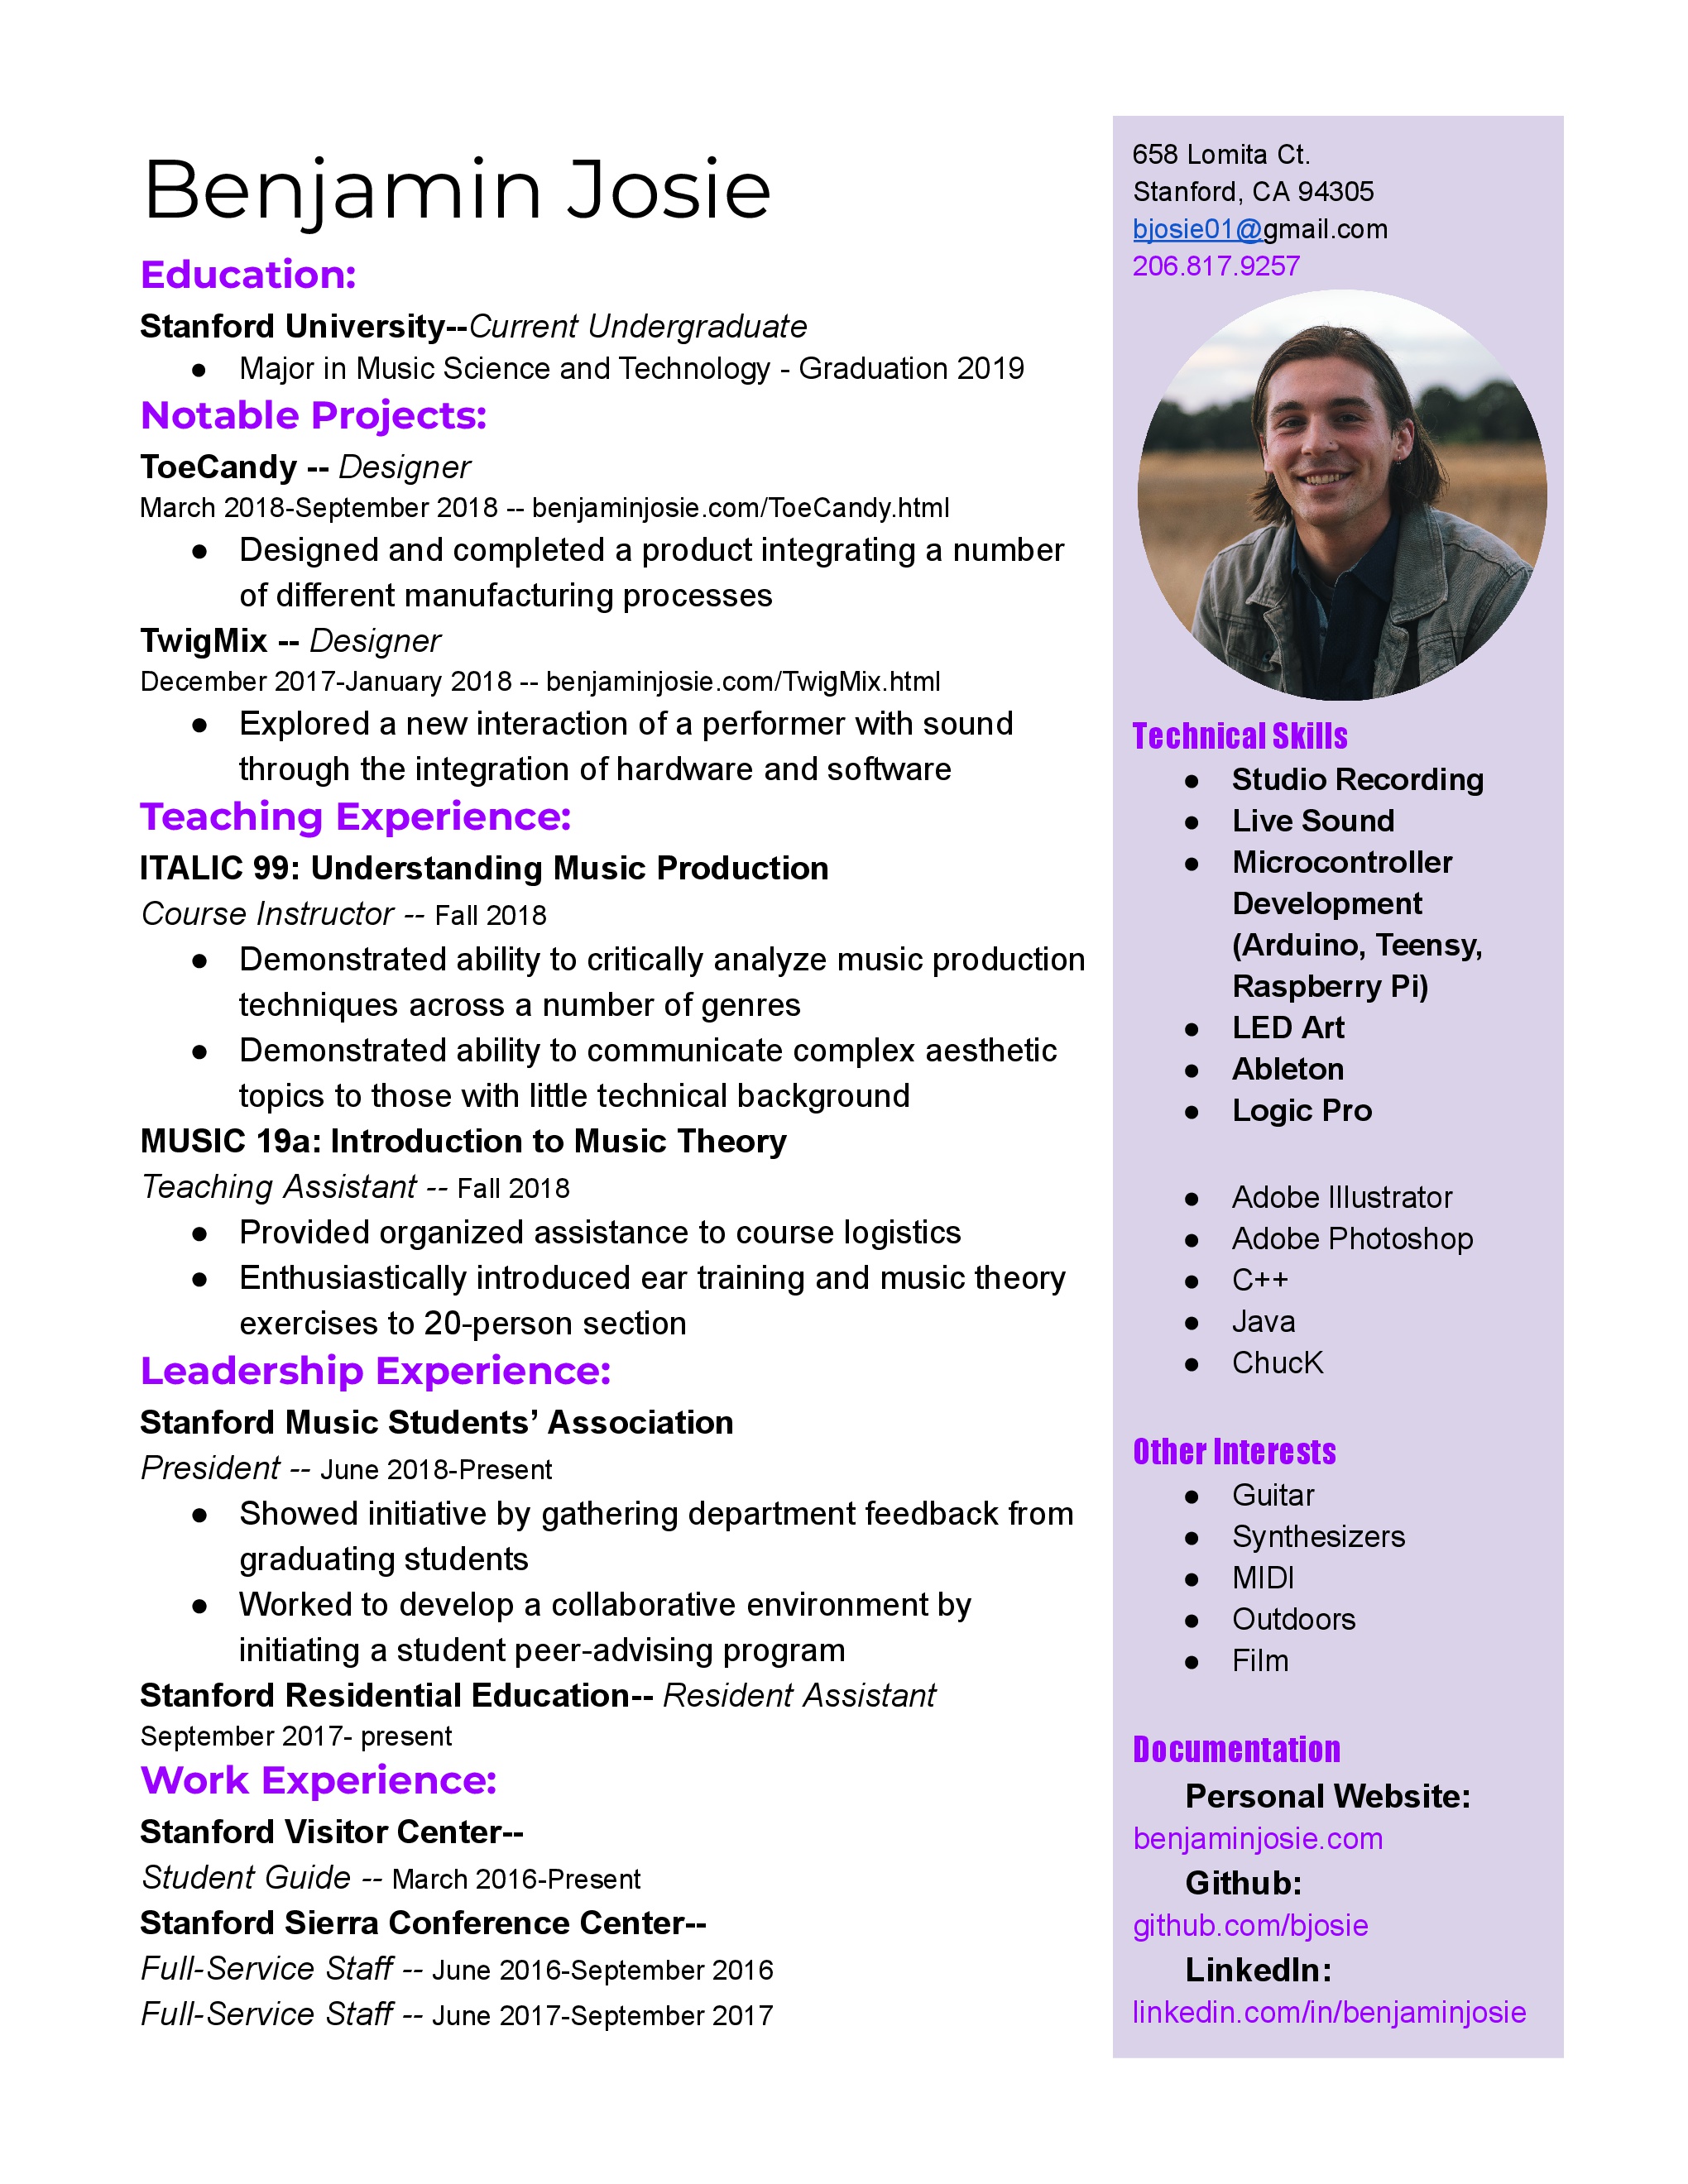 Benjamin Josie
Education:
Stanford University--Current Undergraduate
● Major in Music Science and Technology - Graduation 2019
Notable Projects:
ToeCandy -- Designer
March 2018-September 2018 -- benjaminjosie.com/ToeCandy.html
● Designed and completed a product integrating a number
of different manufacturing processes
TwigMix -- Designer
December 2017-January 2018 -- benjaminjosie.com/TwigMix.html
● Explored a new interaction of a performer with sound
through the integration of hardware and software
Teaching Experience:
ITALIC 99: Understanding Music Production
Course Instructor -- Fall 2018
● Demonstrated ability to critically analyze music production
techniques across a number of genres
● Demonstrated ability to communicate complex aesthetic
topics to those with little technical background
MUSIC 19a: Introduction to Music Theory
Teaching Assistant -- Fall 2018
● Provided organized assistance to course logistics
● Enthusiastically introduced ear training and music theory
exercises to 20-person section
Leadership Experience:
Stanford Music Students’ Association
President -- June 2018-Present
● Showed initiative by gathering department feedback from
graduating students
● Worked to develop a collaborative environment by
initiating a student peer-advising program
Stanford Residential Education-- Resident Assistant
September 2017- present
Work Experience:
Stanford Visitor Center--
Student Guide -- March 2016-Present
Stanford Sierra Conference Center--
Full-Service Staff -- June 2016-September 2016
Full-Service Staff -- June 2017-September 2017
658 Lomita Ct.
Stanford, CA 94305
bjosie01@gmail.com
206.817.9257
Technical Skills
● Studio Recording
● Live Sound
● Microcontroller
Development
(Arduino, Teensy,
Raspberry Pi)
● LED Art
● Ableton
● Logic Pro
● Adobe Illustrator
● Adobe Photoshop
● C++
● Java
● ChucK
Other Interests
● Guitar
● Synthesizers
● MIDI
● Outdoors
● Film
Documentation
Personal Website:
benjaminjosie.com
Github:
github.com/bjosie
LinkedIn:
linkedin.com/in/benjaminjosie